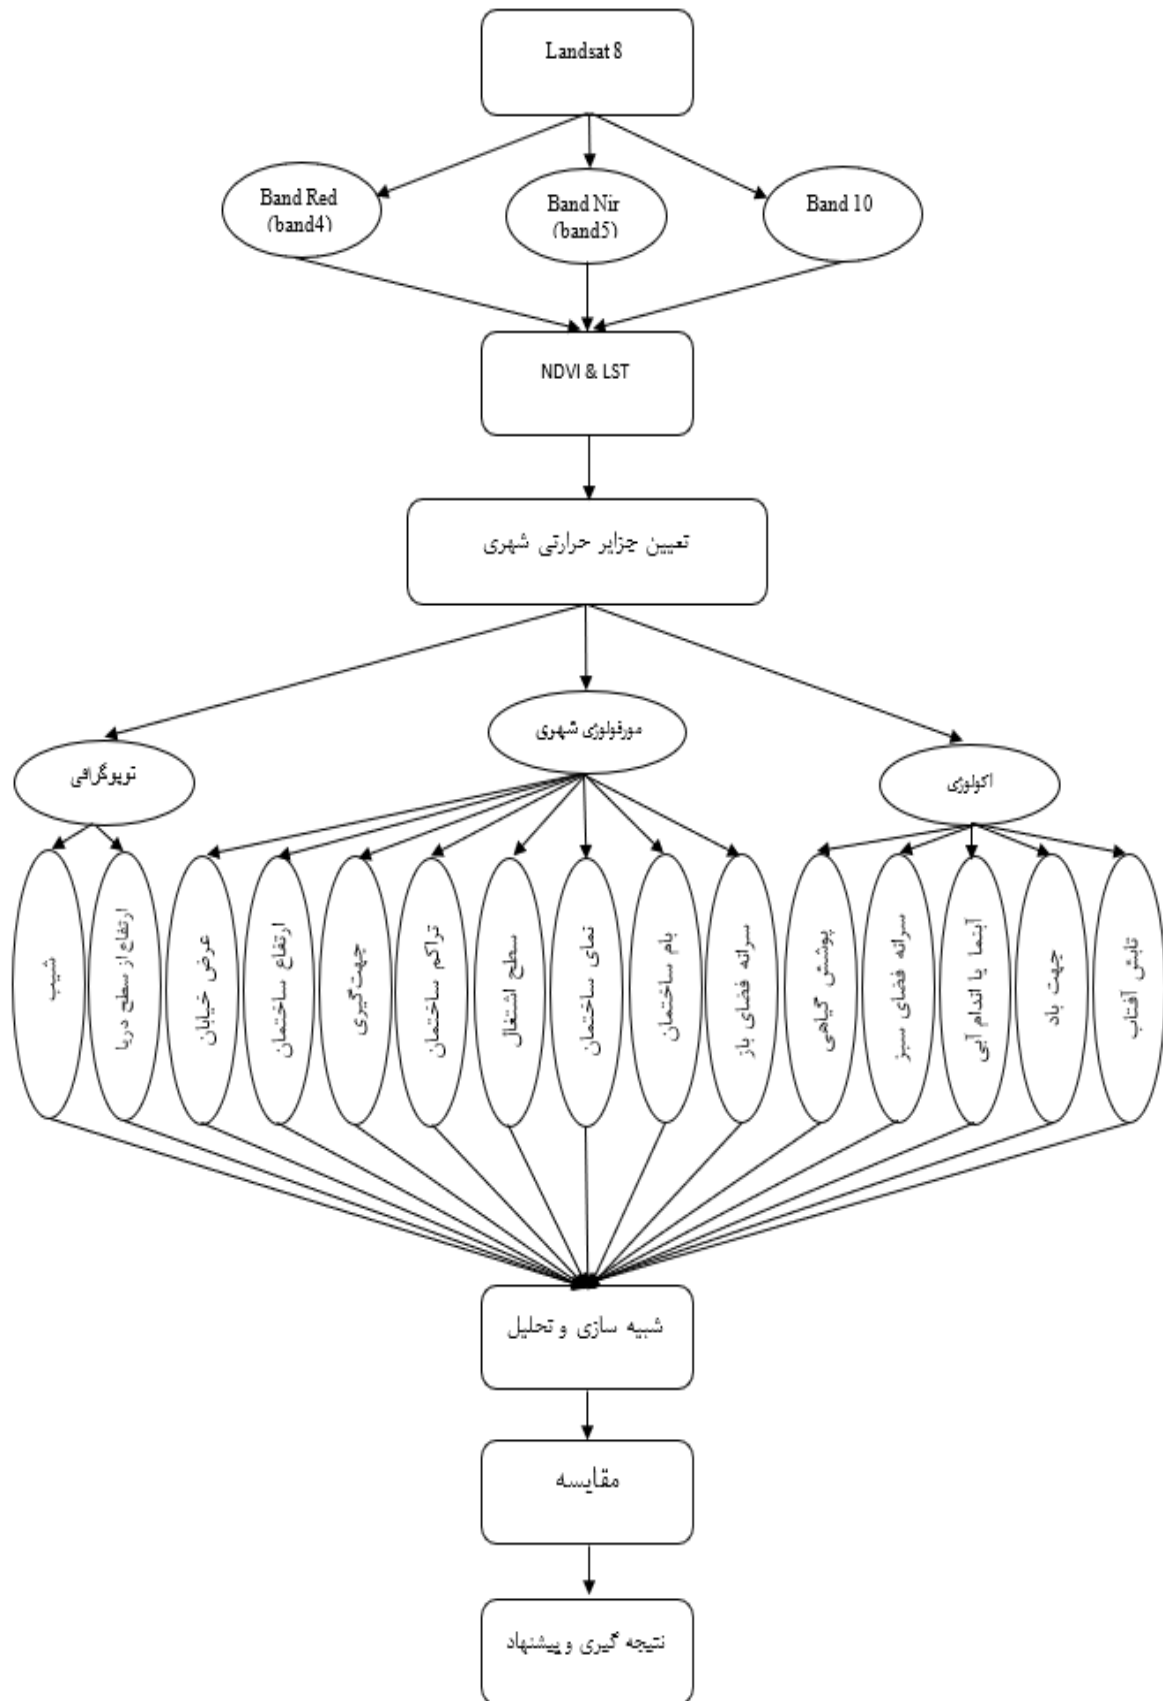 Landsat 8
Band Red
(band4)
Band Nir
(band5)
Band 10
NDVI & LST
تعیین جزایر حرارتی شهری
توپوگرافی
مورفولوژی شهری
اکولوژی
شیب
ارتفاع از سطح دریا
عرض خیابان
ارتفاع ساختمان
جهت‌گیری
تراکم ساختمان
سطح اشتغال
نمای ساختمان
بام ساختمان
سرانه فضای باز
پوشش گیاهی
سرانه فضای سبز
آبنما یا اندام آبی
جهت باد
تابش آفتاب
شبیه سازی و تحلیل
مقایسه
نتیجه گیری و پیشنهاد